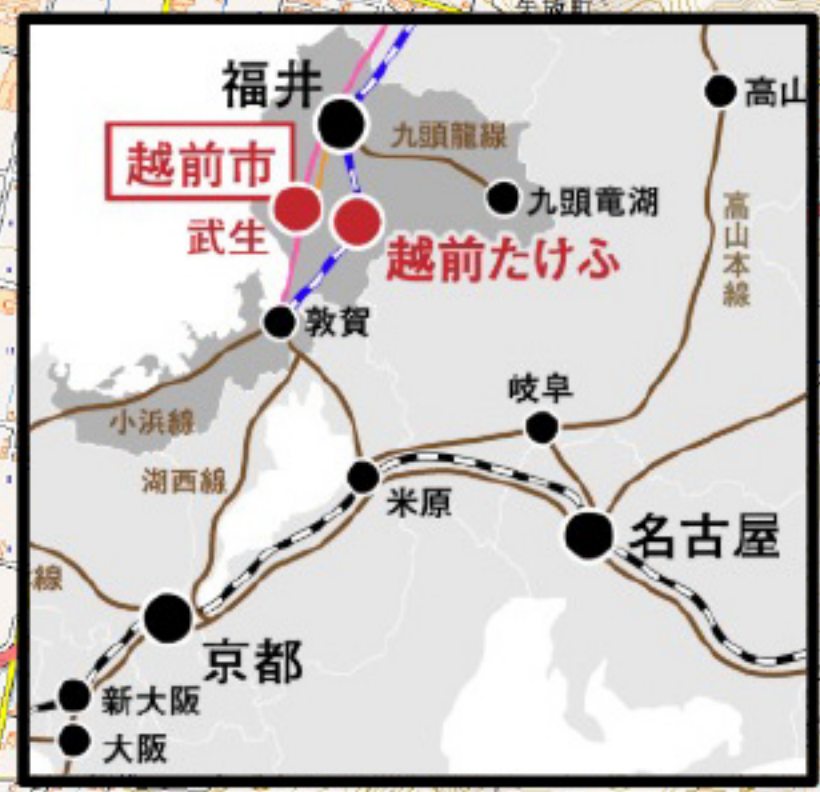 福井
高山
九頭龍線
越前市
九頭竜湖
武生
高山本線
越前たけふ
敦賀
岐阜
小浜線
湖西線
米原
名古屋
線
京都
新大阪
大阪